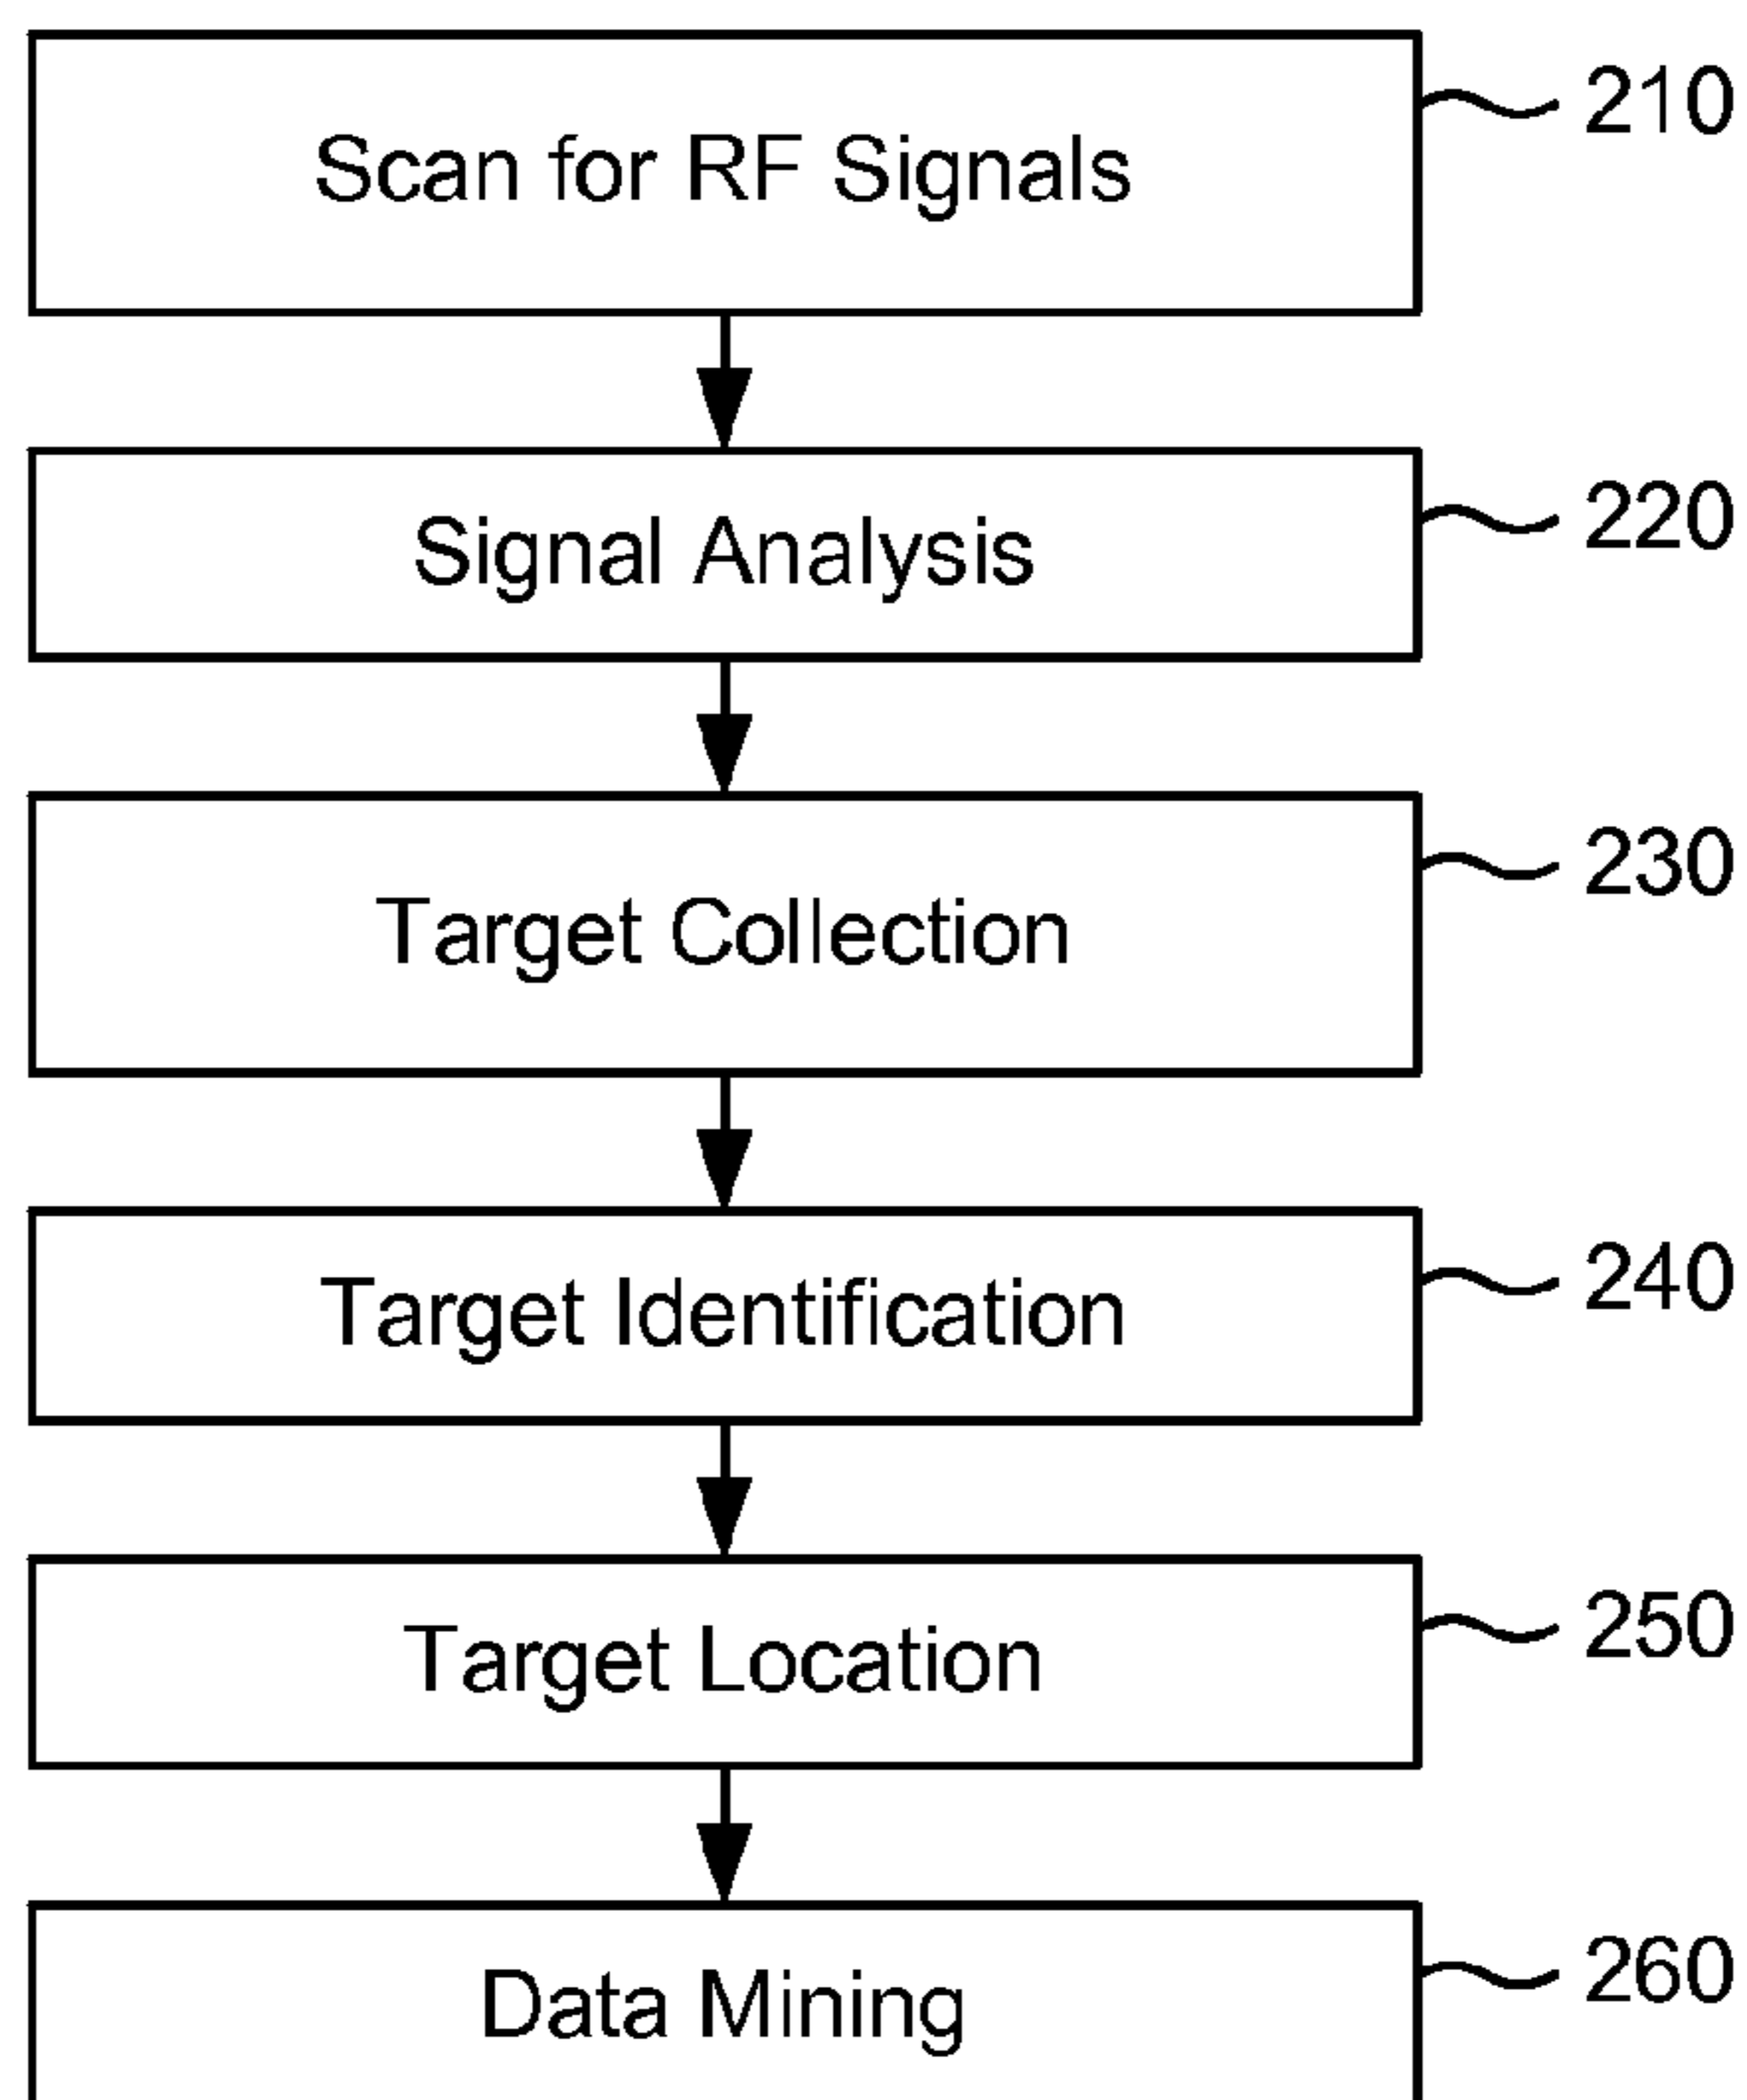 Scan for RF Signals
210
Signal Analysis
220
Target Collection
230
Target Identification
240
Target Location
250
Data Mining
260